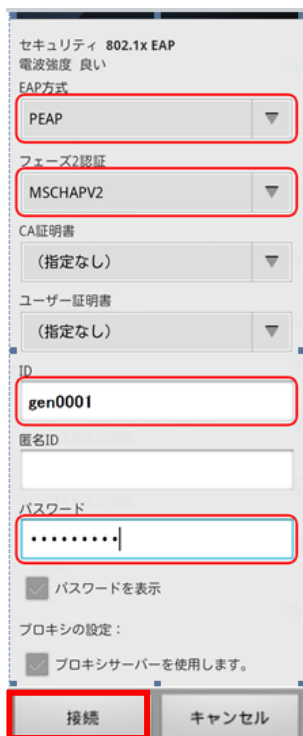 セキュリティ 802.1x EAP
電波強度 良い
EAP方式
PEAP
フェーズ2認証
MSCHAPV2
CA証明書
（指定なし）
ユーザー証明書
（指定なし）
ID
gen0001
匿名ID
パスワード
•••••••••
パスワードを表示
プロキシの設定：
プロキシサーバーを使用します。
接続 キャンセル